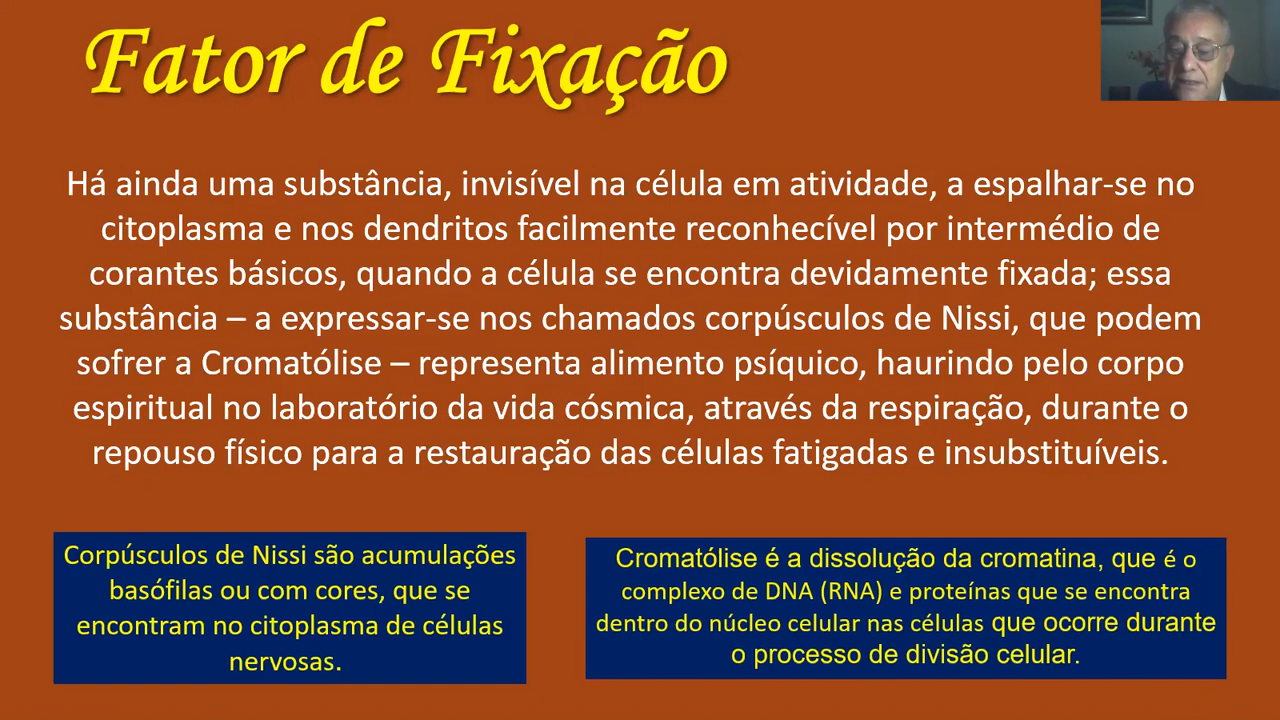 Fator de Fixação
Há ainda uma substância, invisível na célula em atividade, a espalhar-se no
citoplasma e nos dendritos facilmente reconhecível por intermédio de
corantes básicos, quando a célula se encontra devidamente fixada; essa
substância – a expressar-se nos chamados corpúsculos de Nissi, que podem
sofrer a Cromatólise – representa alimento psíquico, haurindo pelo corpo
espiritual no laboratório da vida cósmica, através da respiração, durante o
repouso físico para a restauração das células fatigadas e insubstituíveis.
Corpúsculos de Nissi são acumulações
basófilas ou com cores, que se
encontram no citoplasma de células
nervosas.
Cromatólise é a dissolução da cromatina, que é o
complexo de DNA (RNA) e proteínas que se encontra
dentro do núcleo celular nas células que ocorre durante
o processo de divisão celular.